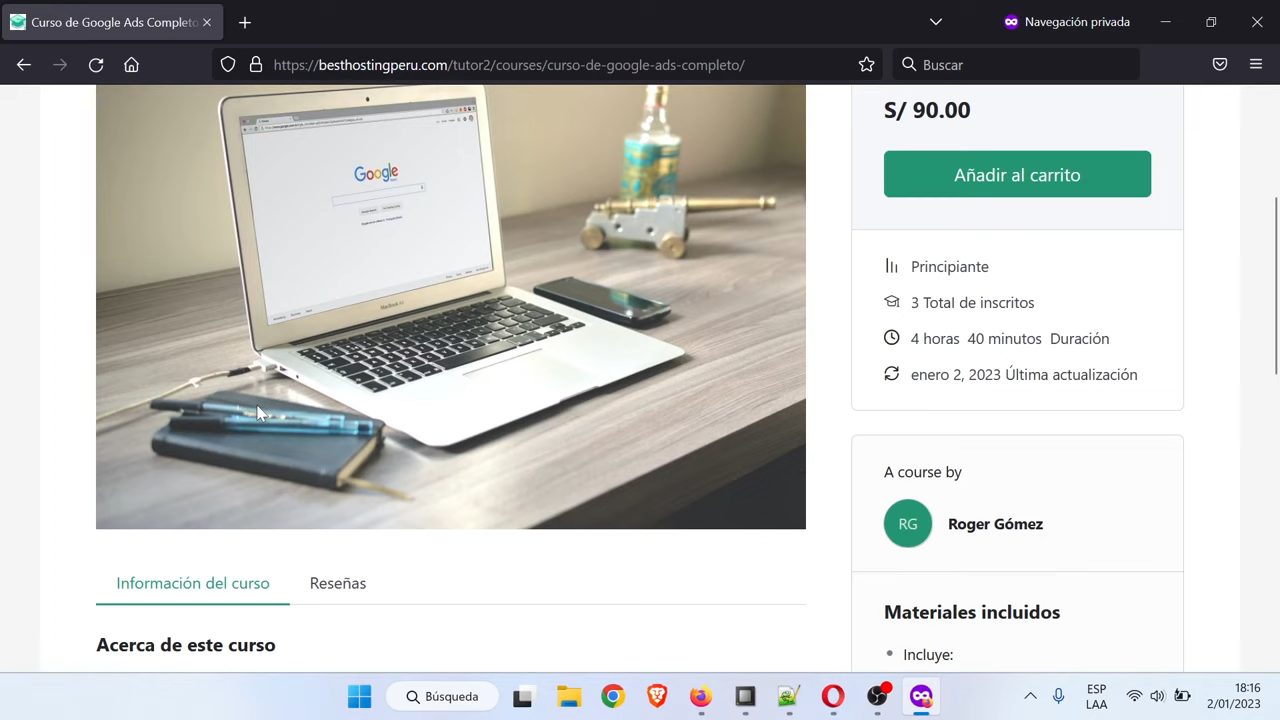 Curso de Google Ads Completo
Navegación privada
https://besthostingperu.com/tutor2/courses/curso-de-google-ads-completo/
Buscar
Google
MacBook Air
S/ 90.00
Añadir al carrito
Principiante
3 Total de inscritos
4 horas 40 minutos Duración
enero 2, 2023 Última actualización
A course by
RG
Roger Gómez
Información del curso
Reseñas
Materiales incluidos
Acerca de este curso
Incluye:
Búsqueda
ESP
LAA
18:16
2/01/2023